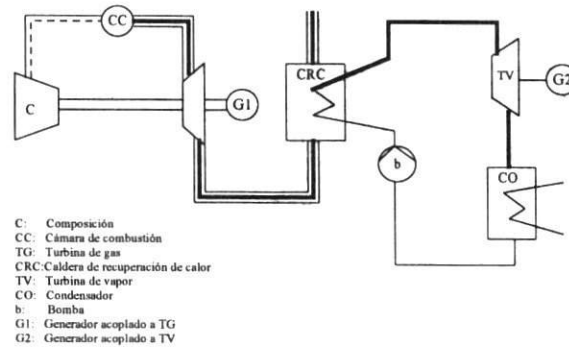 CC
CRC
TV
G2
C
G1
b
CO
C: Composición
CC: Cámara de combustión
TG: Turbina de gas
CRC:Caldera de recuperación de calor
TV: Turbina de vapor
CO: Condensador
b: Bomba
G1: Generador acoplado a TG
G2: Generador acoplado a TV